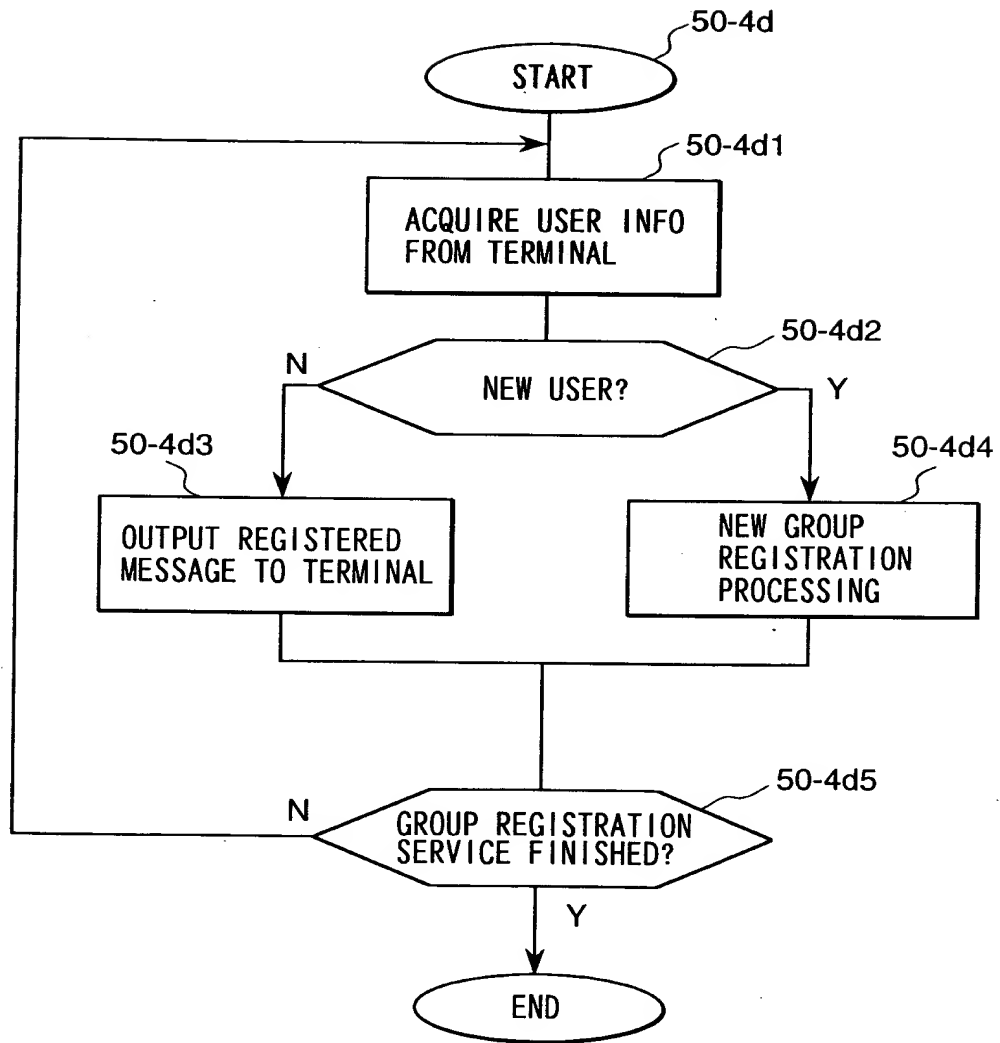 50-4d
START
50-4d1
ACQUIRE USER INFO
FROM TERMINAL
50-4d2
N
NEW USER?
Y
50-4d3
50-4d4
OUTPUT REGISTERED
MESSAGE TO TERMINAL
NEW GROUP
REGISTRATION
PROCESSING
50-4d5
N
GROUP REGISTRATION
SERVICE FINISHED?
Y
END